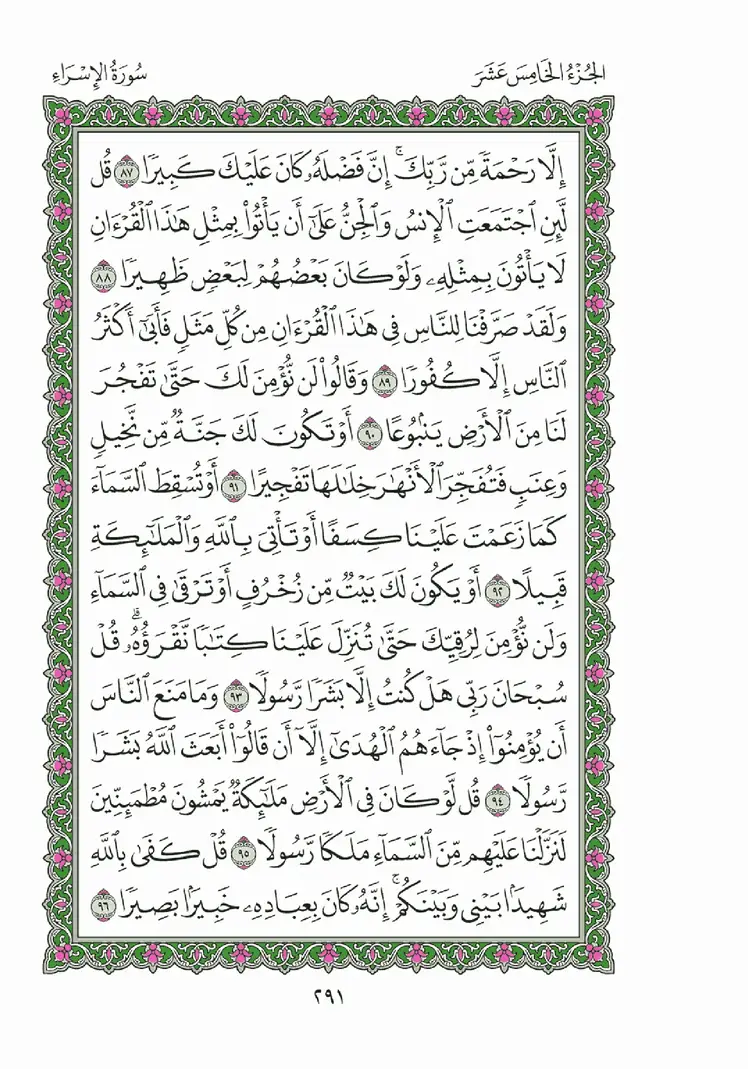 الجُزْءُ الخَامِسَ عَشَرَ
سُورَةُ الإِسْرَاءِ
إِلَّا رَحْمَةً مِّن رَّبِّكَۚ إِنَّ فَضْلَهُۥ كَانَ عَلَيْكَ كَبِيرًا ٨٧ قُل
لَّئِنِ ٱجْتَمَعَتِ ٱلْإِنسُ وَٱلْجِنُّ عَلَىٰٓ أَن يَأْتُوا۟ بِمِثْلِ هَٰذَا ٱلْقُرْءَانِ
لَا يَأْتُونَ بِمِثْلِهِۦ وَلَوْ كَانَ بَعْضُهُمْ لِبَعْضٍ ظَهِيرًا ٨٨
وَلَقَدْ صَرَّفْنَا لِلنَّاسِ فِى هَٰذَا ٱلْقُرْءَانِ مِن كُلِّ مَثَلٍ فَأَبَىٰٓ أَكْثَرُ
ٱلنَّاسِ إِلَّا كُفُورًا ٨٩ وَقَالُوا۟ لَن نُّؤْمِنَ لَكَ حَتَّىٰ تَفْجُرَ
لَنَا مِنَ ٱلْأَرْضِ يَنۢبُوعًا ٩٠ أَوْ تَكُونَ لَكَ جَنَّةٌ مِّن نَّخِيلٍ
وَعِنَبٍ فَتُفَجِّرَ ٱلْأَنْهَٰرَ خِلَٰلَهَا تَفْجِيرًا ٩١ أَوْ تُسْقِطَ ٱلسَّمَآءَ
كَمَا زَعَمْتَ عَلَيْنَا كِسَفًا أَوْ تَأْتِىَ بِٱللَّهِ وَٱلْمَلَٰٓئِكَةِ
قَبِيلًا ٩٢ أَوْ يَكُونَ لَكَ بَيْتٌ مِّن زُخْرُفٍ أَوْ تَرْقَىٰ فِى ٱلسَّمَآءِ
وَلَن نُّؤْمِنَ لِرُقِيِّكَ حَتَّىٰ تُنَزِّلَ عَلَيْنَا كِتَٰبًا نَّقْرَؤُهُۥۗ قُلْ
سُبْحَانَ رَبِّى هَلْ كُنتُ إِلَّا بَشَرًا رَّسُولًا ٩٣ وَمَا مَنَعَ ٱلنَّاسَ
أَن يُؤْمِنُوٓا۟ إِذْ جَآءَهُمُ ٱلْهُدَىٰٓ إِلَّآ أَن قَالُوٓا۟ أَبَعَثَ ٱللَّهُ بَشَرًا
رَّسُولًا ٩٤ قُل لَّوْ كَانَ فِى ٱلْأَرْضِ مَلَٰٓئِكَةٌ يَمْشُونَ مُطْمَئِنِّينَ
لَنَزَّلْنَا عَلَيْهِم مِّنَ ٱلسَّمَآءِ مَلَكًا رَّسُولًا ٩٥ قُلْ كَفَىٰ بِٱللَّهِ
شَهِيدًۢا بَيْنِى وَبَيْنَكُمْۚ إِنَّهُۥ كَانَ بِعِبَادِهِۦ خَبِيرًۢا بَصِيرًا ٩٦
٢٩١